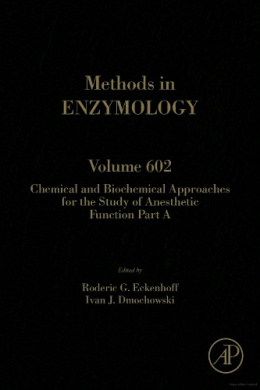 Methods in
ENZYMOLOGY
Volume 602
Chemical and Biochemical Approaches
for the Study of Anesthetic
Function Part A
Edited by
Roderic G. Eckenhoff
Ivan J. Dmochowski
AP